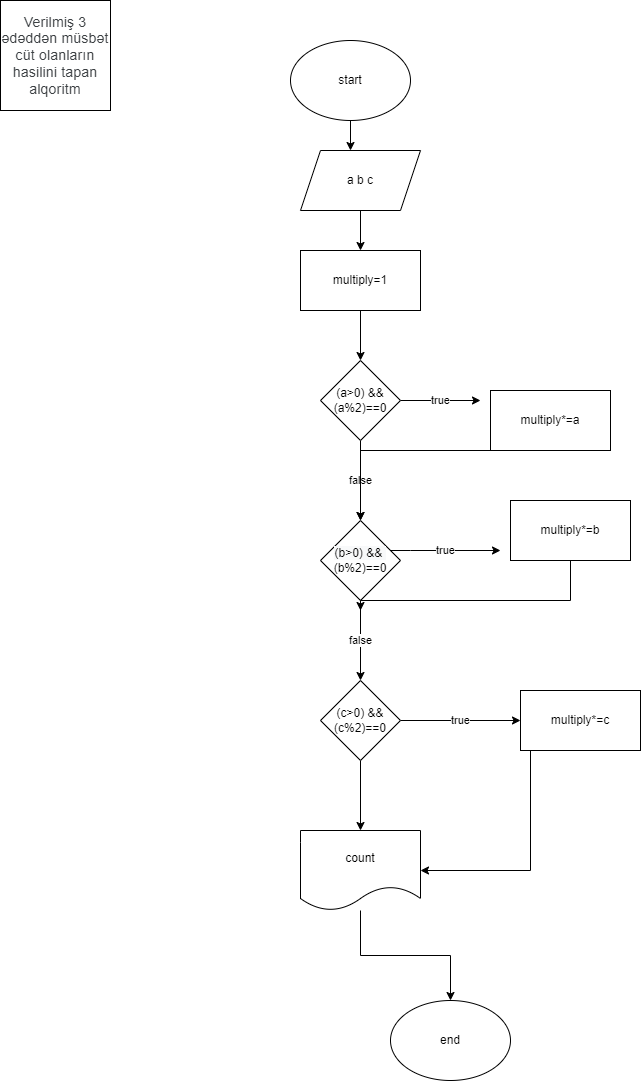 Verilmiş 3
ədəddən müsbət
cüt olanların
hasilini tapan
alqoritm
start
a b c
multiply=1
(a>0) &&
(a%2)==0
true
multiply*=a
false
(b>0) &&
(b%2)==0
true
multiply*=b
false
(c>0) &&
(c%2)==0
true
multiply*=c
count
end